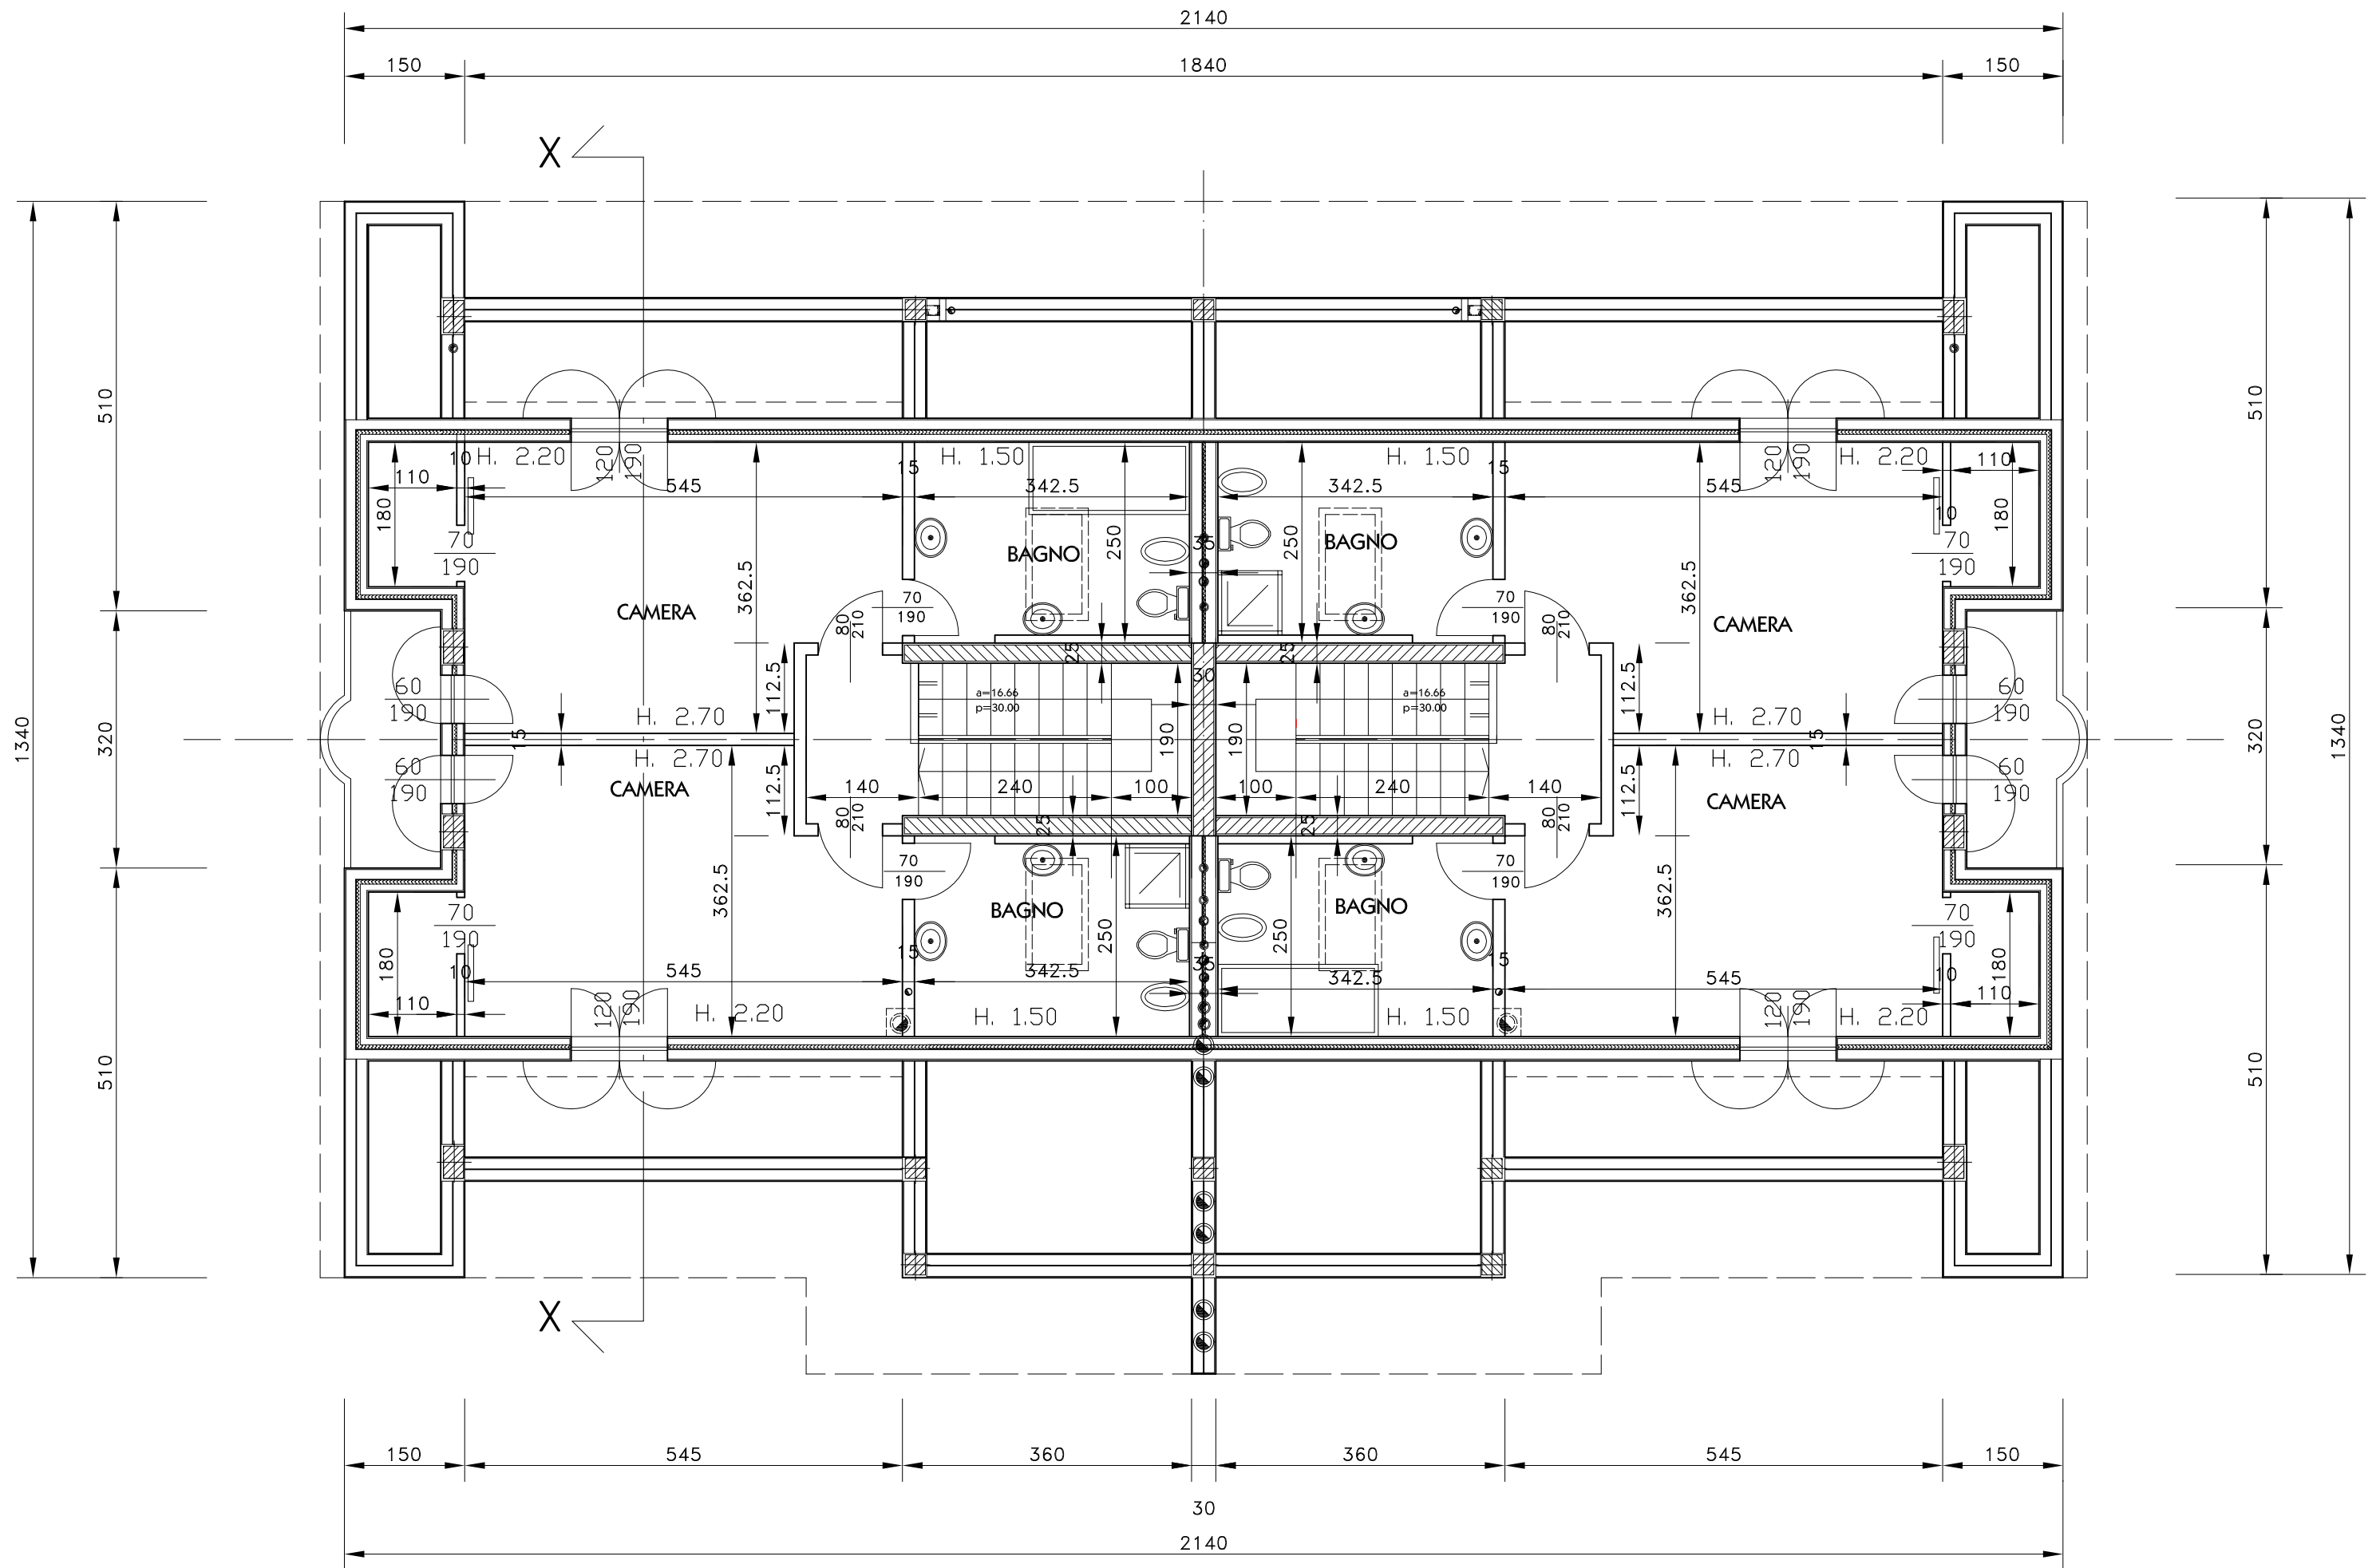 2140
150 1840 150
X
510 510
10 H. 2.20 120 190 15 H. 1.50 H. 1.50 15 120 190 H. 2.20
110 545 342.5 342.5 545 110
180 250 35 250 10 180
70 BAGNO BAGNO 70
190 190
362.5 362.5
CAMERA 70 70 CAMERA
80 210 190 190 80 210
112.5 25 25 112.5
30
60 a=16.66 a=16.66 60
190 p=30.00 p=30.00 190
H. 2.70 H. 2.70
1340 320 15 190 190 15 320 1340
H. 2.70 H. 2.70
60 60
190 CAMERA 140 240 100 100 240 140 CAMERA 190
112.5 80 210 25 25 80 210 112.5
70 70
190 190
362.5 362.5
70 BAGNO BAGNO 70
190 190
180 15 250 35 250 15 180
10 545 342.5 342.5 545 10
110 110
120 190 H. 2.20 H. 1.50 H. 1.50 120 190 H. 2.20
510 510
X
150 545 360 360 545 150
30
2140